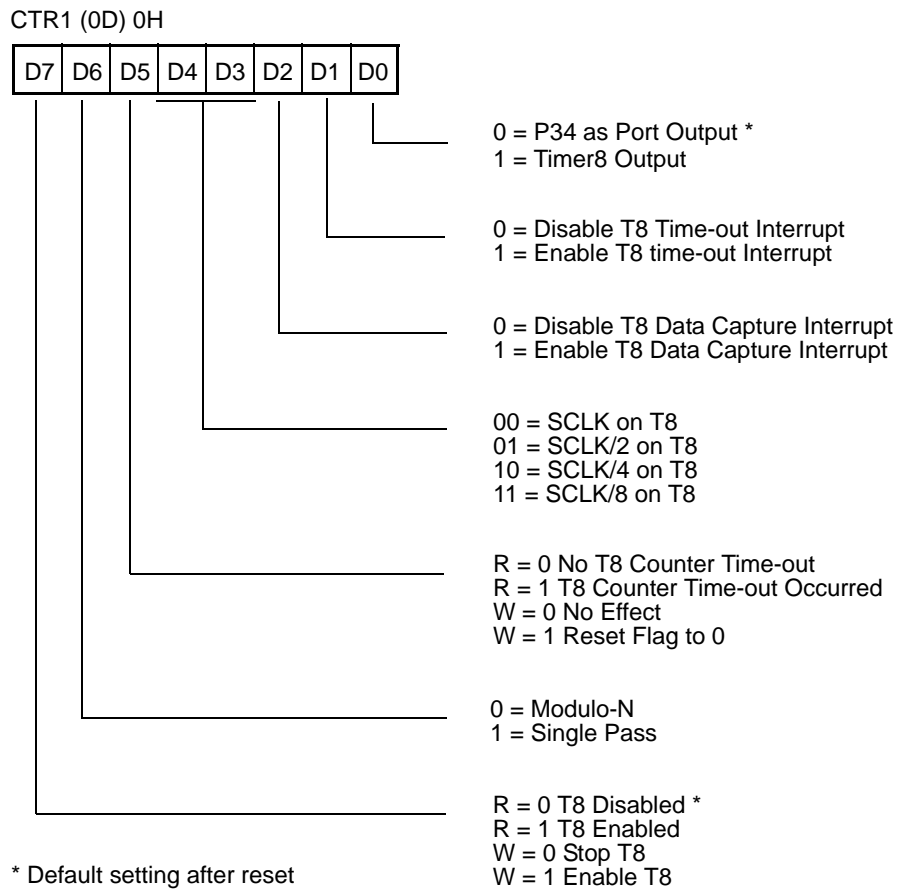 CTR1 (0D) 0H
D7 D6 D5 D4 D3 D2 D1 D0
0 = P34 as Port Output *
1 = Timer8 Output
0 = Disable T8 Time-out Interrupt
1 = Enable T8 time-out Interrupt
0 = Disable T8 Data Capture Interrupt
1 = Enable T8 Data Capture Interrupt
00 = SCLK on T8
01 = SCLK/2 on T8
10 = SCLK/4 on T8
11 = SCLK/8 on T8
R = 0 No T8 Counter Time-out
R = 1 T8 Counter Time-out Occurred
W = 0 No Effect
W = 1 Reset Flag to 0
0 = Modulo-N
1 = Single Pass
R = 0 T8 Disabled *
R = 1 T8 Enabled
W = 0 Stop T8
W = 1 Enable T8
* Default setting after reset